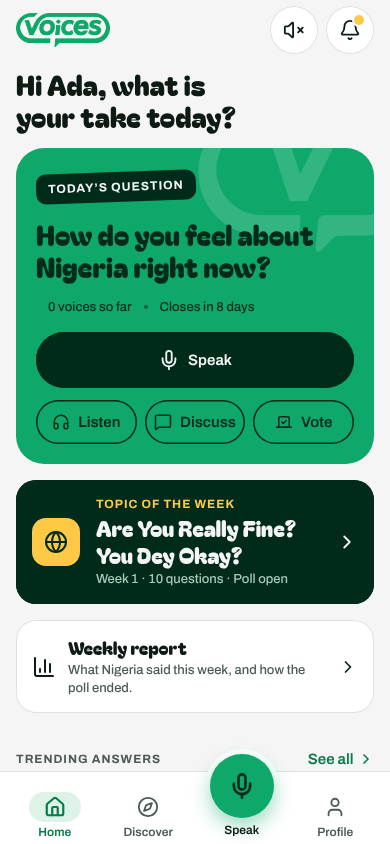 Voices
Hi Ada, what is
your take today?
TODAY'S QUESTION
How do you feel about
Nigeria right now?
0 voices so far • Closes in 8 days
Speak
Listen
Discuss
Vote
TOPIC OF THE WEEK
Are You Really Fine?
You Dey Okay?
Week 1 · 10 questions · Poll open
Weekly report
What Nigeria said this week, and how the
poll ended.
TRENDING ANSWERS
See all
Home
Discover
Speak
Profile